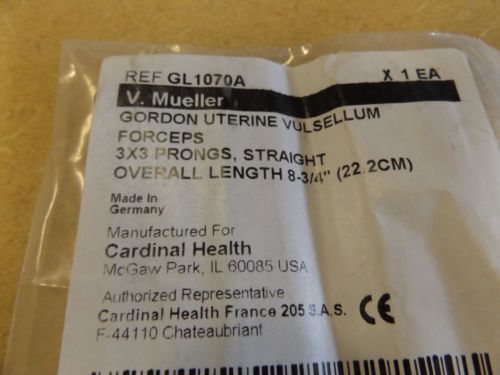 REF GL1070A X 1 EA
V. Mueller
GORDON UTERINE VULSELLUM
FORCEPS
3X3 PRONGS, STRAIGHT
OVERALL LENGTH 8-3/4" (22.2CM)
Made In
Germany
Manufactured For
Cardinal Health
McGaw Park, IL 60085 USA
Authorized Representative
Cardinal Health France 205 S.A.S. CE
F-44110 Chateaubriant